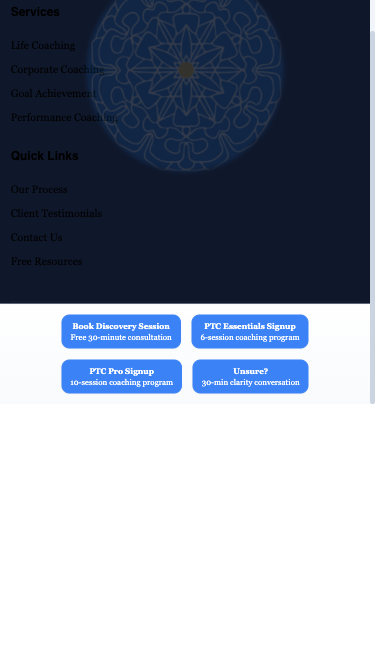 Services
Life Coaching
Corporate Coaching
Goal Achievement
Performance Coaching
Quick Links
Our Process
Client Testimonials
Contact Us
Free Resources
Book Discovery Session
Free 30-minute consultation
PTC Essentials Signup
6-session coaching program
PTC Pro Signup
10-session coaching program
Unsure?
30-min clarity conversation